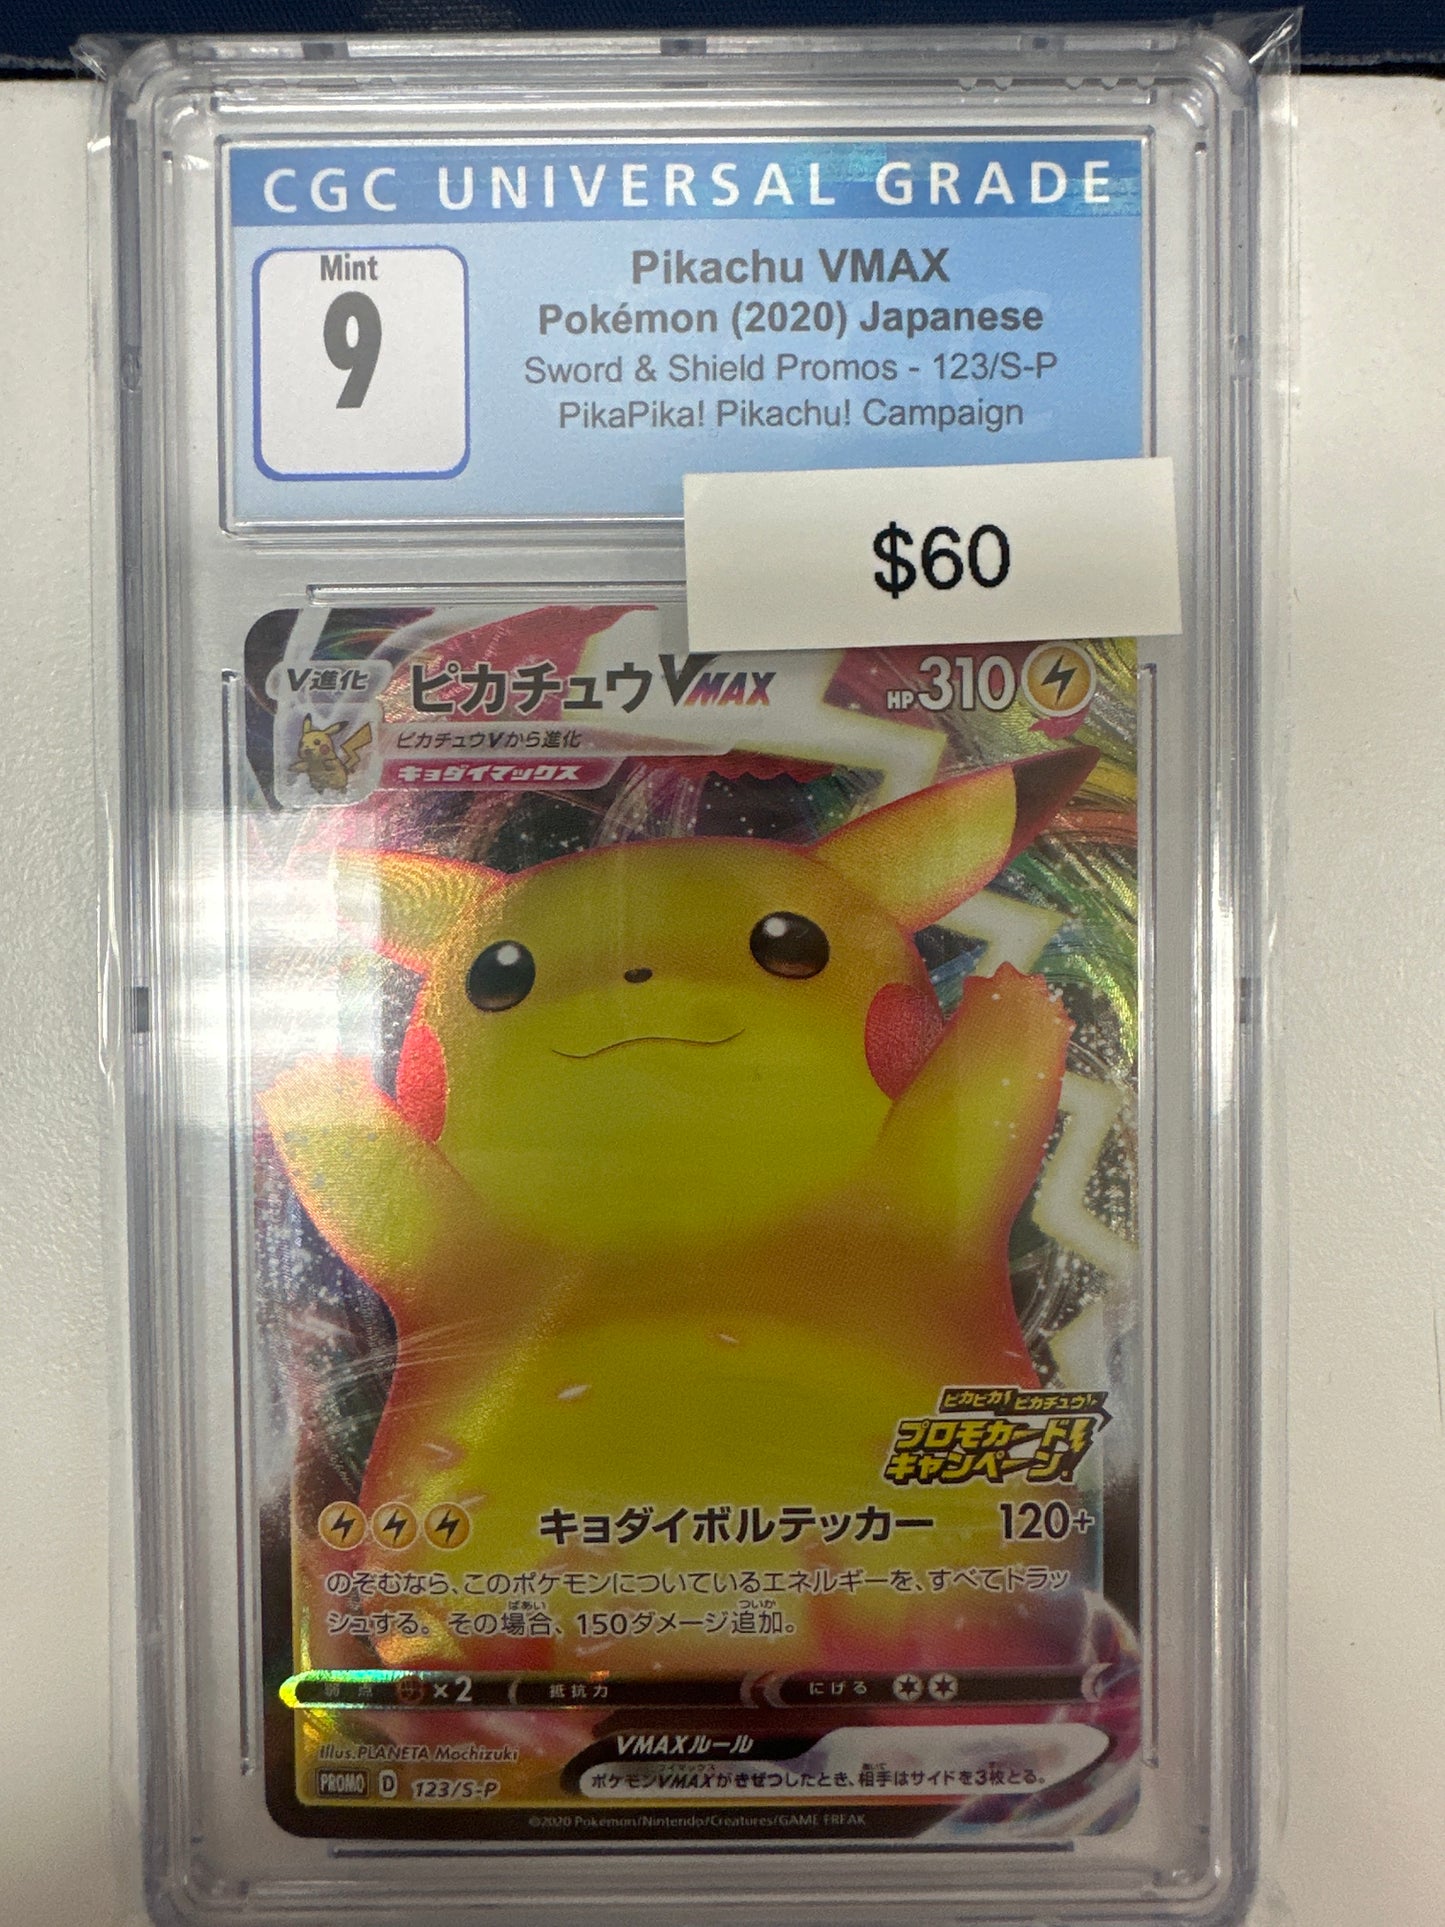 CGC UNIVERSAL GRADE
Mint
9
Pikachu VMAX
Pokémon (2020) Japanese
Sword & Shield Promos - 123/S-P
PikaPika! Pikachu! Campaign
$60
V進化
ピカチュウVMAX
HP310
ピカチュウVから進化
キョダイマックス
ピカピカ!ピカチュウ!
プロモカード
キャンペーン!
キョダイボルテッカー 120+
のぞむなら、このポケモンについているエネルギーを、すべてトラッ
シュする。その場合、150ダメージ追加。
弱点 ×2 抵抗力 にげる
Illus.PLANETA Mochizuki
VMAXルール
ポケモンVMAXがきぜつしたとき、相手はサイドを3枚とる。
PROMO D 123/S-P
©2020 Pokémon/Nintendo/Creatures/GAME FREAK